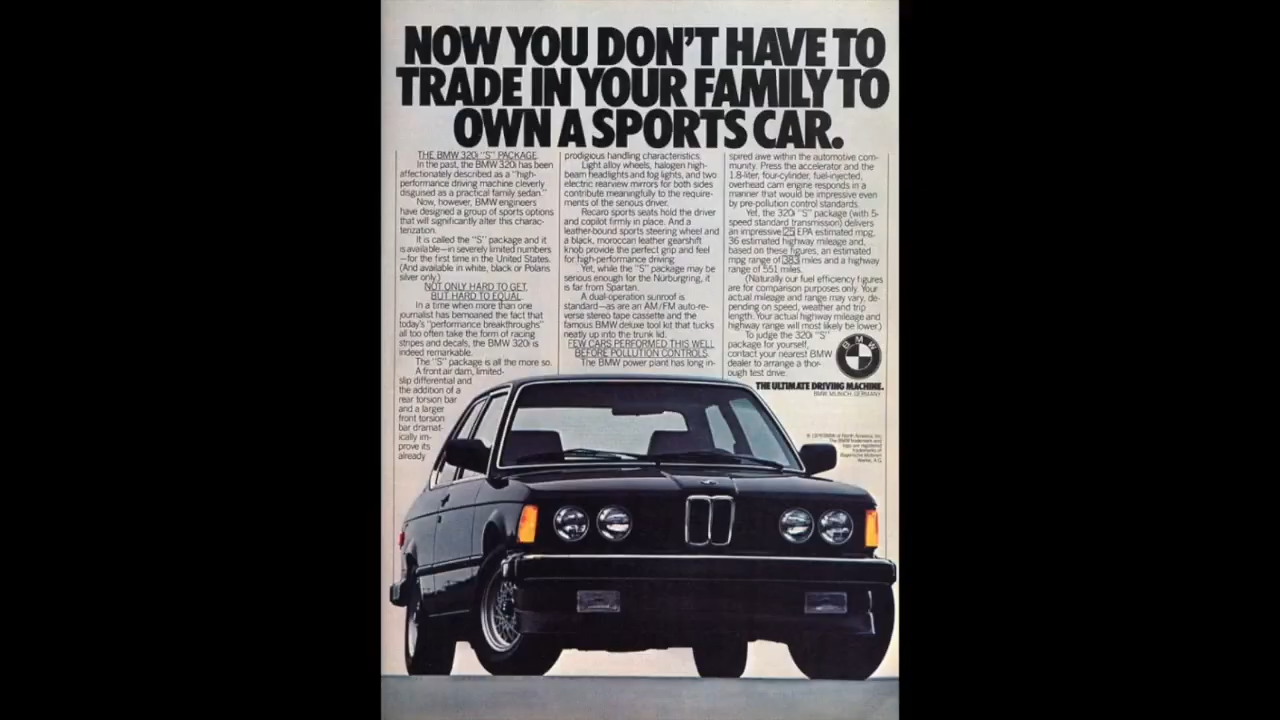 NOW YOU DON'T HAVE TO
TRADE IN YOUR FAMILY TO
OWN A SPORTS CAR.
THE BMW 320i "S" PACKAGE.
In the past, the BMW 320i has been
affectionately described as a "high-
performance driving machine cleverly
disguised as a practical family sedan."
Now, however, BMW engineers
have designed a group of sports options
that will significantly alter this charac-
terization.
It is called the "S" package and it
is available—in severely limited numbers
—for the first time in the United States.
(And available in white, black or Polaris
silver only.)
NOT ONLY HARD TO GET,
BUT HARD TO EQUAL.
In a time when more than one
journalist has bemoaned the fact that
today's "performance breakthroughs"
all too often take the form of racing
stripes and decals, the BMW 320i is
indeed remarkable.
The "S" package is all the more so.
A front air dam, limited-
slip differential and
the addition of a
rear torsion bar
and a larger
front torsion
bar dramat-
ically im-
prove its
already
prodigious handling characteristics.
Light alloy wheels, halogen high-
beam headlights and fog lights, and two
electric rearview mirrors for both sides
contribute meaningfully to the require-
ments of the serious driver.
Recaro sports seats hold the driver
and copilot firmly in place. And a
leather-bound sports steering wheel and
a black, moroccan leather gearshift
knob provide the perfect grip and feel
for high-performance driving.
Yet, while the "S" package may be
serious enough for the Nürburgring, it
is far from Spartan.
A dual-operation sunroof is
standard—as are an AM/FM auto-re-
verse stereo tape cassette and the
famous BMW deluxe tool kit that tucks
neatly up into the trunk lid.
FEW CARS PERFORMED THIS WELL
BEFORE POLLUTION CONTROLS.
The BMW power plant has long in-
spired awe within the automotive com-
munity. Press the accelerator and the
1.8-liter, four-cylinder, fuel-injected,
overhead cam engine responds in a
manner that would be impressive even
by pre-pollution control standards.
Yet, the 320i "S" package (with 5-
speed standard transmission) delivers
an impressive 25 EPA estimated mpg,
36 estimated highway mileage and,
based on these figures, an estimated
mpg range of 383 miles and a highway
range of 551 miles.
(Naturally our fuel efficiency figures
are for comparison purposes only. Your
actual mileage and range may vary, de-
pending on speed, weather and trip
length. Your actual highway mileage and
highway range will most likely be lower.)
To judge the 320i "S"
package for yourself,
contact your nearest BMW
dealer to arrange a thor-
ough test drive.
BMW
THE ULTIMATE DRIVING MACHINE.
BMW MUNICH, GERMANY
BMW of North America, Inc.
The BMW trademark and
logo are registered
trademarks of
Bayerische Motoren
Werke, A.G.